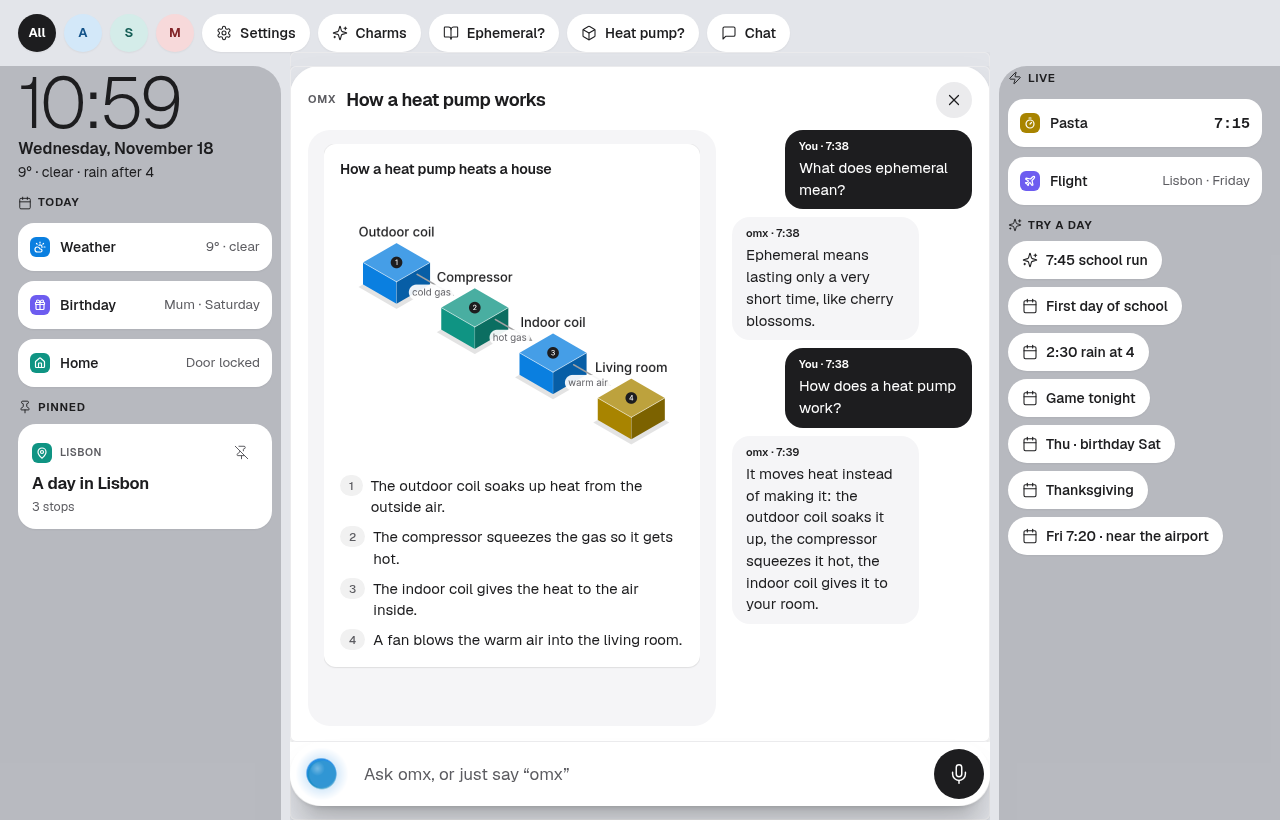 All
A
S
M
Settings
Charms
Ephemeral?
Heat pump?
Chat
10:59
Wednesday, November 18
9° · clear · rain after 4
TODAY
Weather
9° · clear
Birthday
Mum · Saturday
Home
Door locked
PINNED
LISBON
A day in Lisbon
3 stops
OMX
How a heat pump works
How a heat pump heats a house
Outdoor coil
1
Compressor
cold gas
2
Indoor coil
hot gas
3
Living room
warm air
4
1
The outdoor coil soaks up heat from the
outside air.
2
The compressor squeezes the gas so it gets
hot.
3
The indoor coil gives the heat to the air
inside.
4
A fan blows the warm air into the living room.
You · 7:38
What does ephemeral
mean?
omx · 7:38
Ephemeral means
lasting only a very
short time, like cherry
blossoms.
You · 7:38
How does a heat pump
work?
omx · 7:39
It moves heat instead
of making it: the
outdoor coil soaks it
up, the compressor
squeezes it hot, the
indoor coil gives it to
your room.
Ask omx, or just say “omx”
LIVE
Pasta
7:15
Flight
Lisbon · Friday
TRY A DAY
7:45 school run
First day of school
2:30 rain at 4
Game tonight
Thu · birthday Sat
Thanksgiving
Fri 7:20 · near the airport